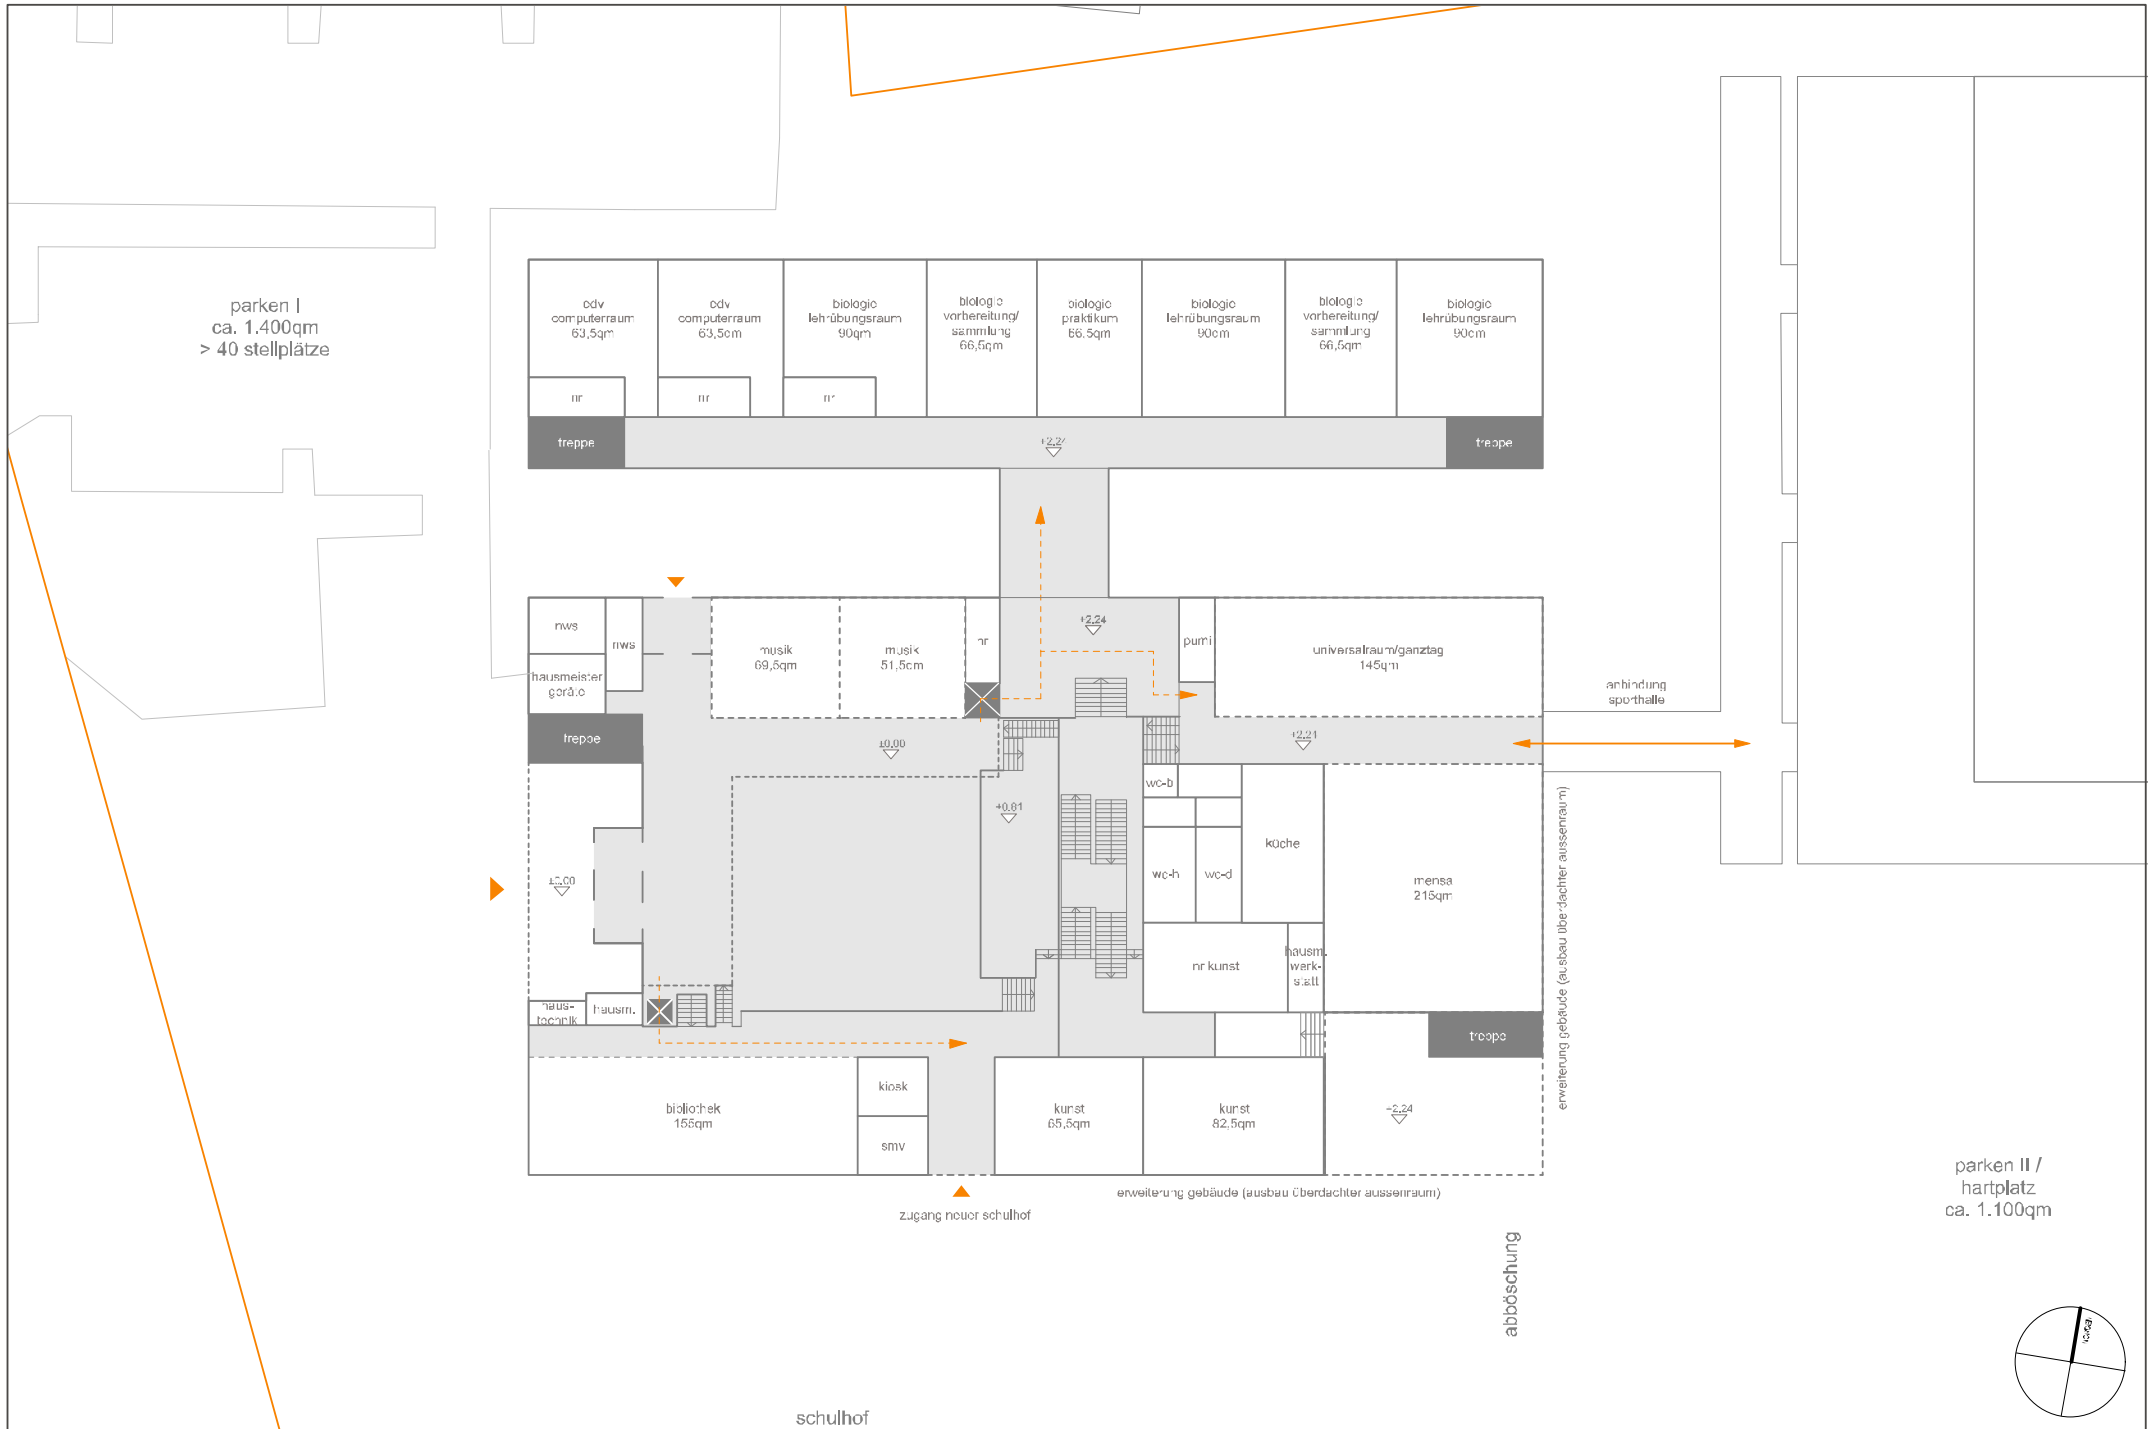 parken I
ca. 1.400qm
> 40 stellplätze
edv
computerraum
63,5qm
edv
computerraum
63,5qm
biologie
lehrübungsraum
90qm
biologie
vorbereitung/
sammlung
66,5qm
biologie
praktikum
66,5qm
biologie
lehrübungsraum
90qm
biologie
vorbereitung/
sammlung
66,5qm
biologie
lehrübungsraum
90qm
nr
nr
nr
treppe
+2,24
treppe
nws
nws
hausmeister
geräte
musik
69,5qm
musik
51,5qm
nr
+2,24
pumi
universalraum/ganztag
145qm
anbindung
sporthalle
treppe
±0,00
+2,24
±0,00
+0,81
wc-b
wc-h
wc-d
küche
mensa
215qm
nr kunst
hausm.
werk-
statt
haus-
technik
hausm.
treppe
bibliothek
155qm
kiosk
smv
kunst
65,5qm
kunst
82,5qm
+2,24
erweiterung gebäude (ausbau überdachter aussenraum)
erweiterung gebäude (ausbau überdachter aussenraum)
zugang neuer schulhof
abböschung
parken II /
hartplatz
ca. 1.100qm
schulhof